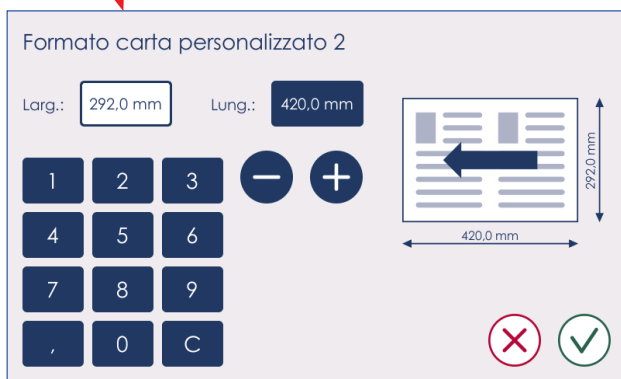 Formato carta personalizzato 2
Larg.: 292,0 mm Lung.: 420,0 mm
1 2 3 − +
4 5 6
7 8 9
, 0 C
292,0 mm
420,0 mm